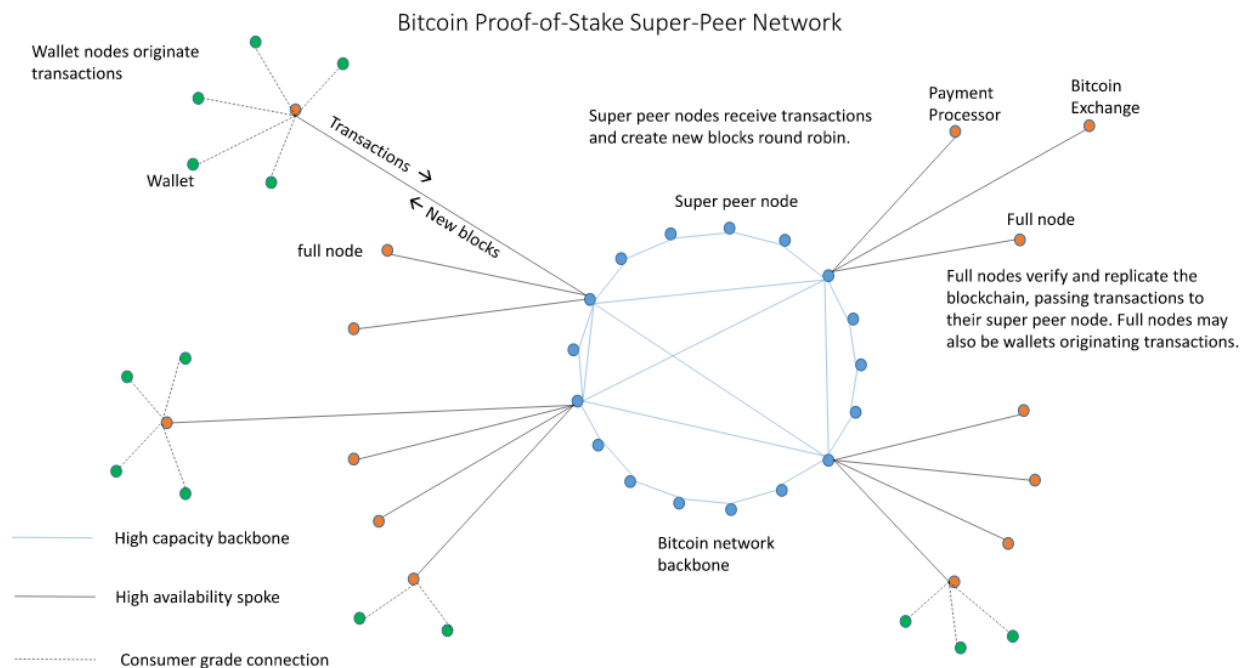 Bitcoin Proof-of-Stake Super-Peer Network
Wallet nodes originate
transactions
Wallet
Transactions →
← New blocks
full node
Super peer nodes receive transactions
and create new blocks round robin.
Payment
Processor
Bitcoin
Exchange
Super peer node
Full node
Full nodes verify and replicate the
blockchain, passing transactions to
their super peer node. Full nodes may
also be wallets originating transactions.
Bitcoin network
backbone
High capacity backbone
High availability spoke
Consumer grade connection